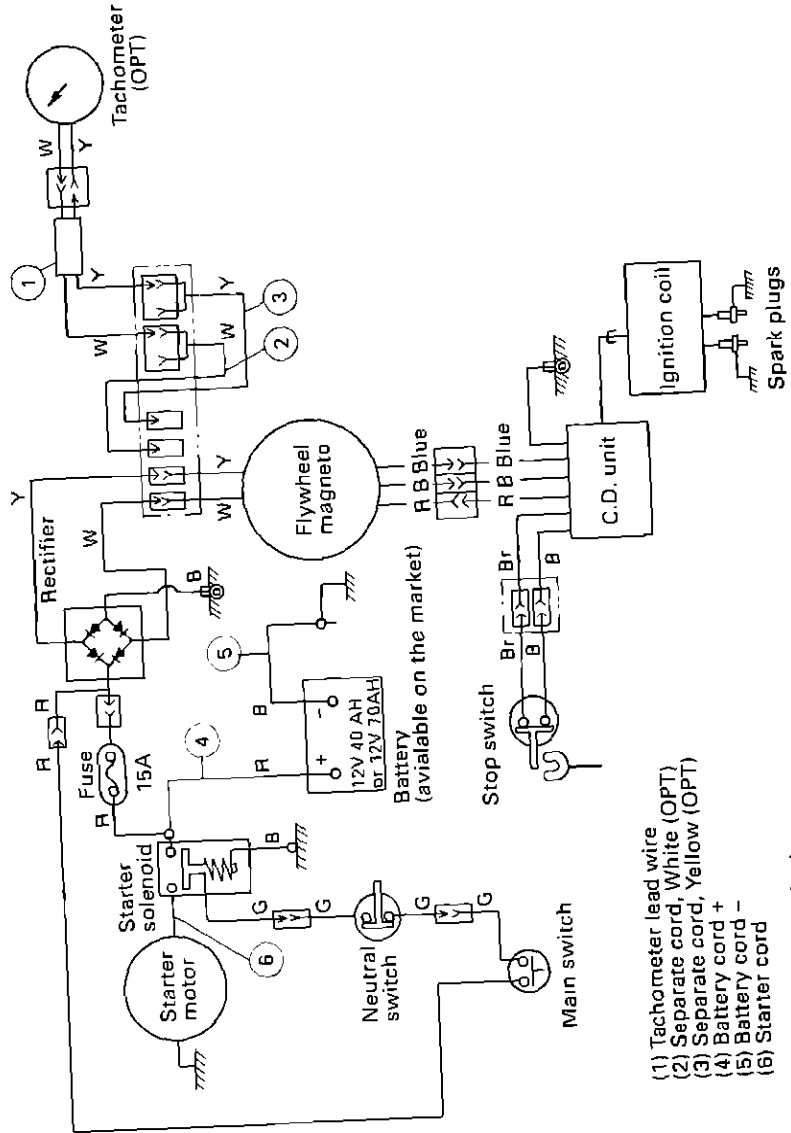 Tachometer
(OPT)
W
Y
1
Y
W
Y
3
W
2
Y
W
Rectifier
Y
W
B
R
R
Fuse
15A
R
4
R
5
B
12V 40 AH
or 12V 70AH
+
-
Battery
(avialable on the market)
Flywheel
magneto
R B Blue
R B Blue
C.D. unit
Ignition coil
Spark plugs
Br
B
Br
B
Stop switch
Starter
solenoid
B
6
Starter
motor
G
G
Neutral
switch
G
G
Main switch
(1) Tachometer lead wire
(2) Separate cord, White (OPT)
(3) Separate cord, Yellow (OPT)
(4) Battery cord +
(5) Battery cord -
(6) Starter cord